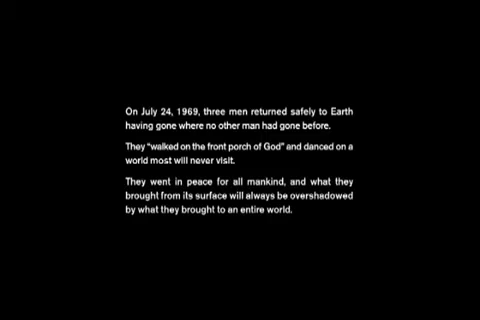 On July 24, 1969, three men returned safely to Earth
having gone where no other man had gone before.
They “walked on the front porch of God” and danced on a
world most will never visit.
They went in peace for all mankind, and what they
brought from its surface will always be overshadowed
by what they brought to an entire world.